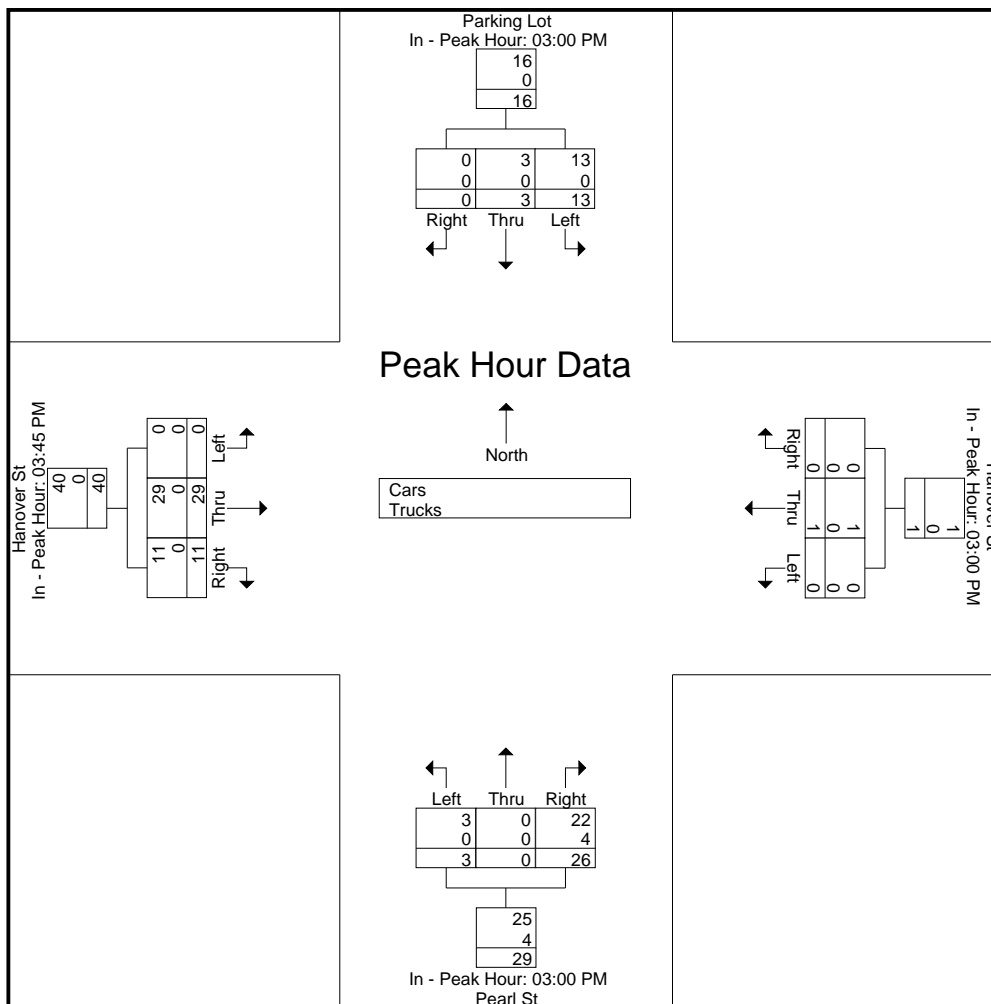 Parking Lot
In - Peak Hour: 03:00 PM
16
0
16
0 3 13
0 0 0
0 3 13
Right Thru Left
Peak Hour Data
North
Cars
Trucks
Hanover St
In - Peak Hour: 03:45 PM
40
0
40
0 0 0
29 0 29
11 0 11
Left
Thru
Right
Right
Thru
Left
0 0 0
1 0 1
0 0 0
1
0
1
In - Peak Hour: 03:00 PM
Hanover St
Left Thru Right
3 0 22
0 0 4
3 0 26
25
4
29
In - Peak Hour: 03:00 PM
Pearl St